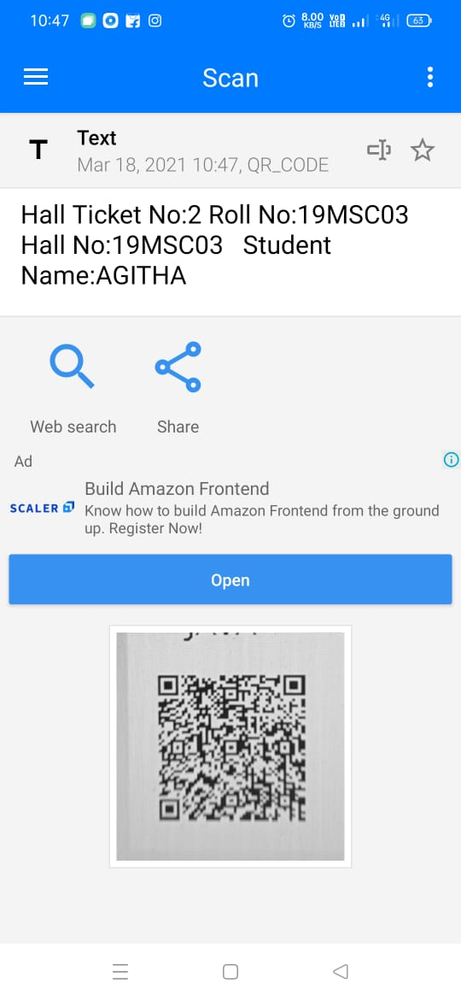 10:47 8.00 KB/S VoD LTE 4G 63
Scan
T Text
Mar 18, 2021 10:47, QR_CODE
Hall Ticket No:2 Roll No:19MSC03
Hall No:19MSC03 Student
Name:AGITHA
Web search Share
Ad
Build Amazon Frontend
SCALER Know how to build Amazon Frontend from the ground
up. Register Now!
Open